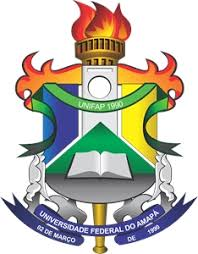 UNIFAP 1990
UNIVERSIDADE FEDERAL DO AMAPÁ
02 DE MARÇO DE 1990